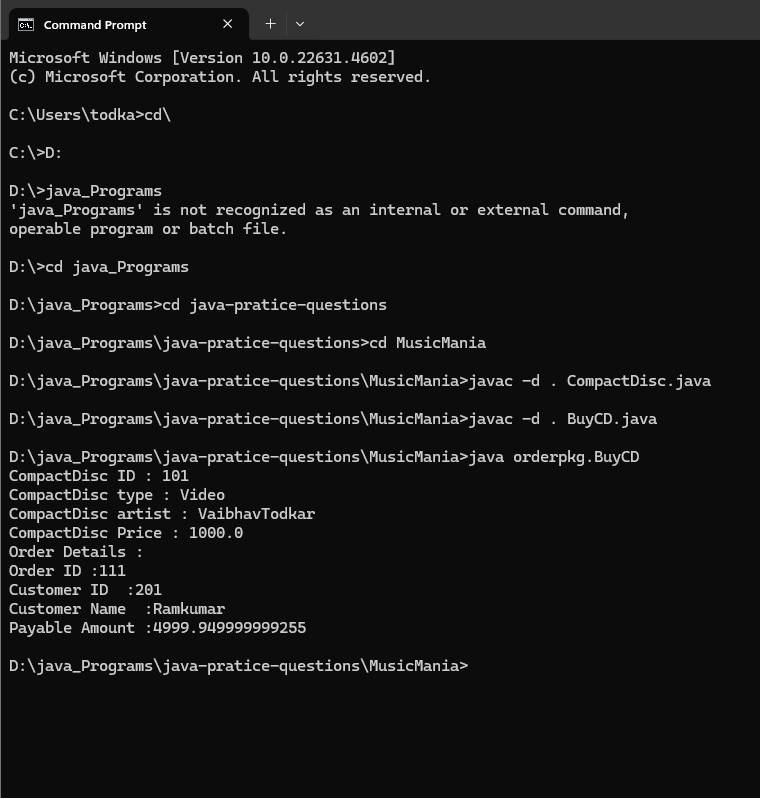 Command Prompt
Microsoft Windows [Version 10.0.22631.4602]
(c) Microsoft Corporation. All rights reserved.
C:\Users\todka>cd\
C:\>D:
D:\>java_Programs
'java_Programs' is not recognized as an internal or external command,
operable program or batch file.
D:\>cd java_Programs
D:\java_Programs>cd java-pratice-questions
D:\java_Programs\java-pratice-questions>cd MusicMania
D:\java_Programs\java-pratice-questions\MusicMania>javac -d . CompactDisc.java
D:\java_Programs\java-pratice-questions\MusicMania>javac -d . BuyCD.java
D:\java_Programs\java-pratice-questions\MusicMania>java orderpkg.BuyCD
CompactDisc ID : 101
CompactDisc type : Video
CompactDisc artist : VaibhavTodkar
CompactDisc Price : 1000.0
Order Details :
Order ID :111
Customer ID  :201
Customer Name  :Ramkumar
Payable Amount :4999.949999999255
D:\java_Programs\java-pratice-questions\MusicMania>